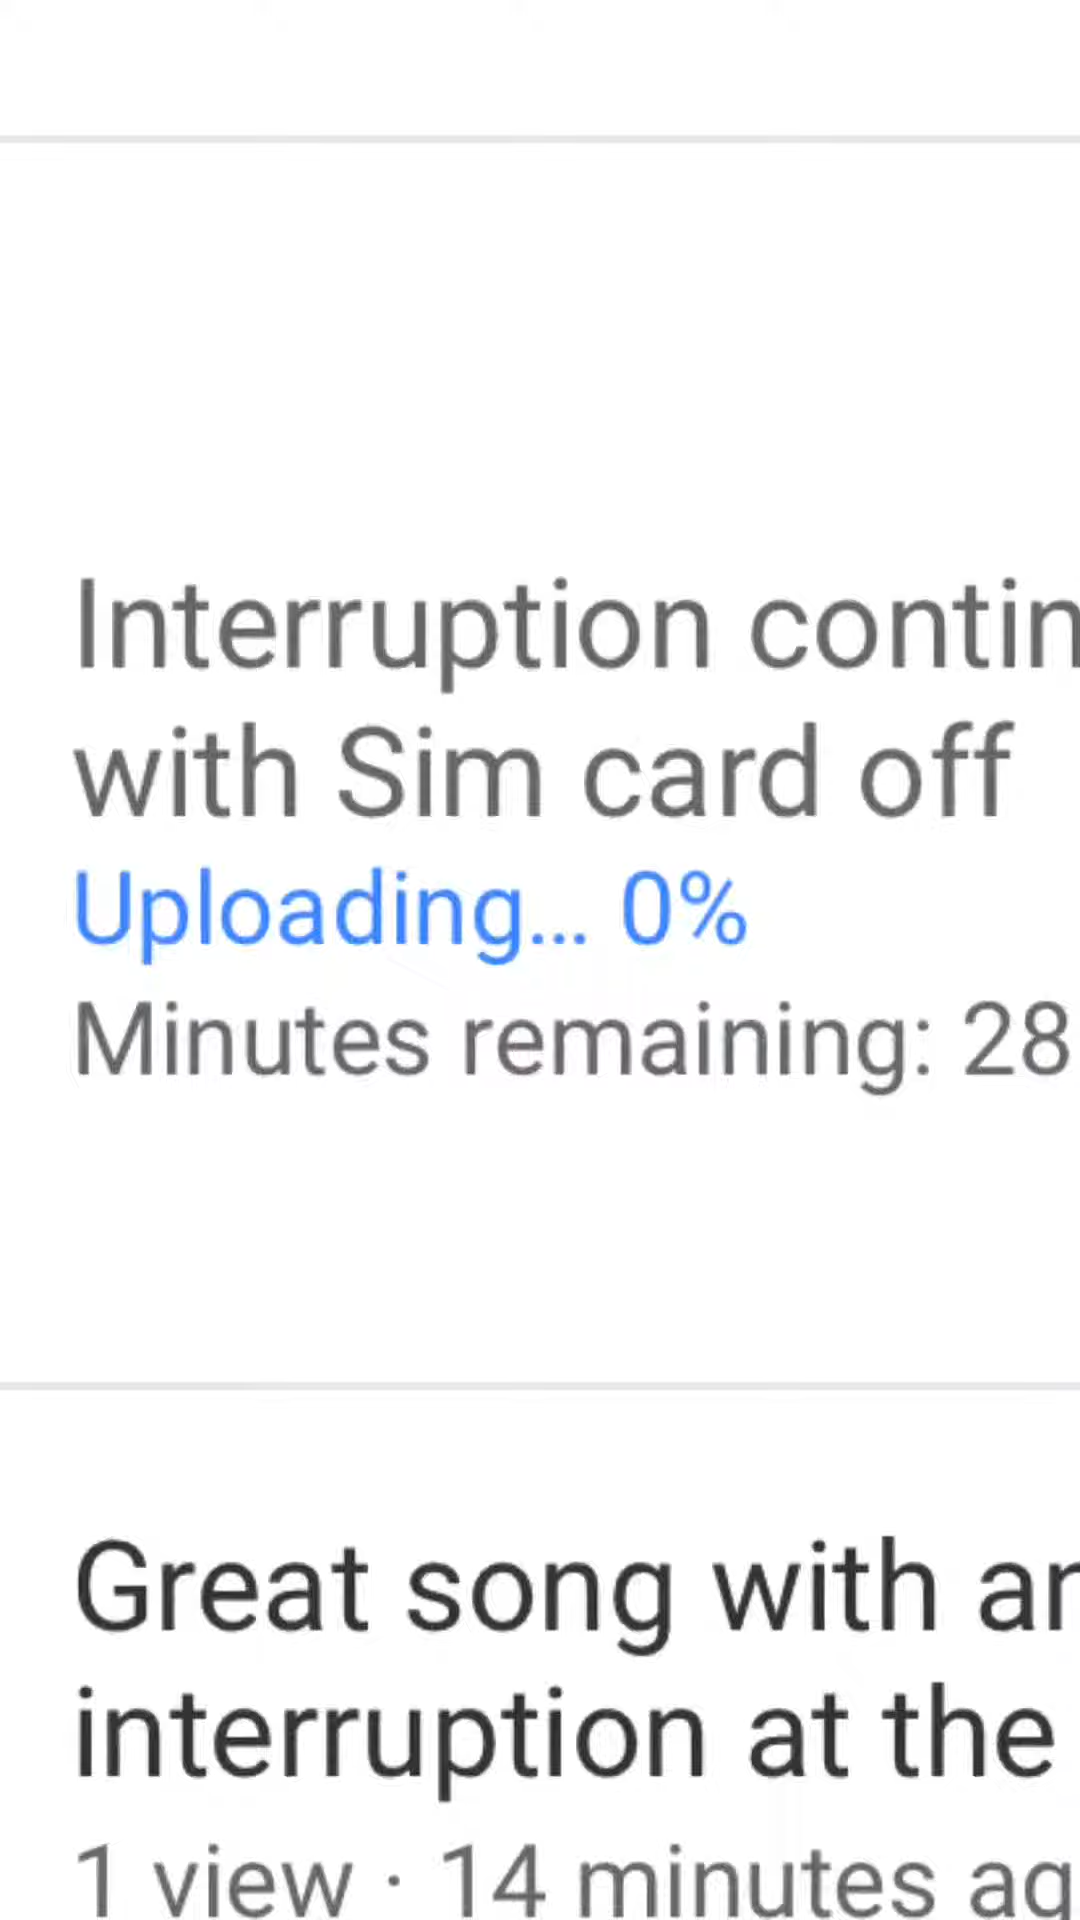 Interruption contin
with Sim card off
Uploading... 0%
Minutes remaining: 28
Great song with an
interruption at the
1 view · 14 minutes ag